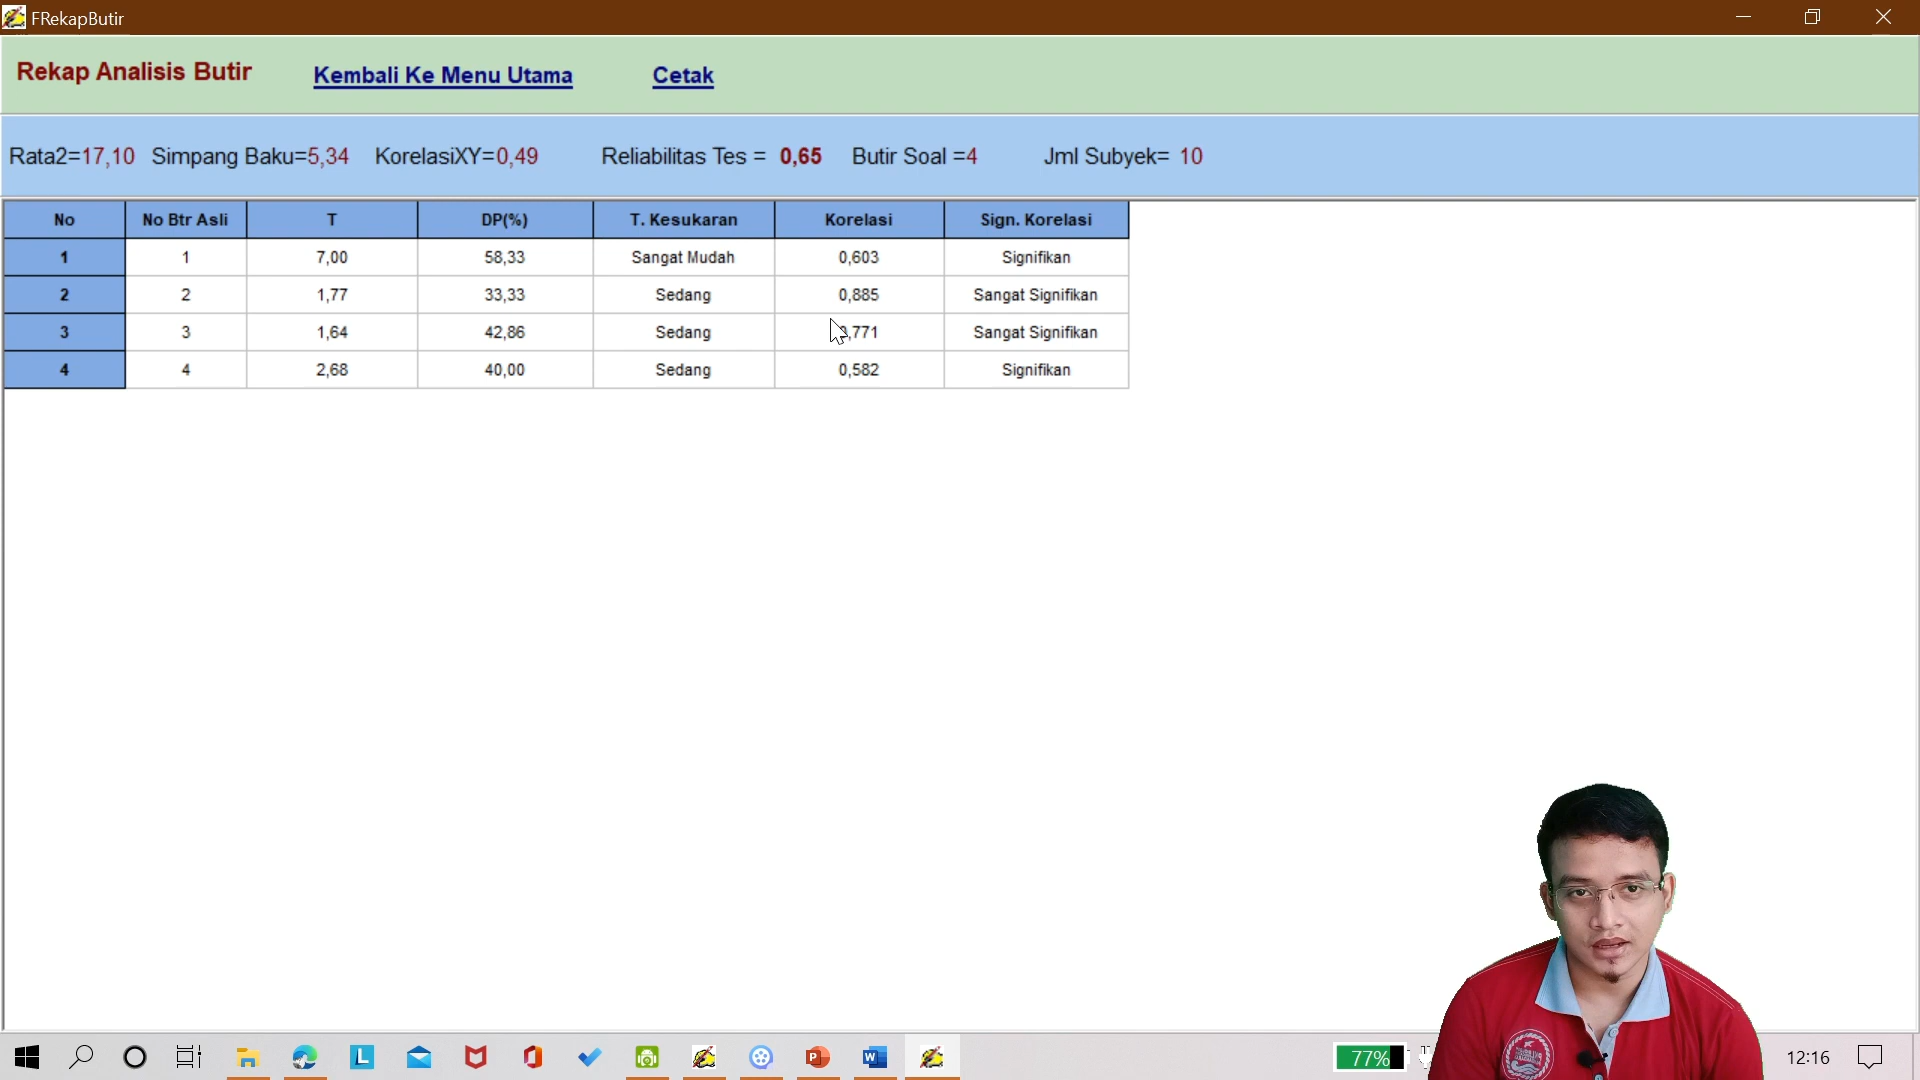 FRekapButir
Rekap Analisis Butir Kembali Ke Menu Utama Cetak
Rata2=17,10 Simpang Baku=5,34 KorelasiXY=0,49 Reliabilitas Tes = 0,65 Butir Soal =4 Jml Subyek= 10
No No Btr Asli T DP(%) T. Kesukaran Korelasi Sign. Korelasi
1 1 7,00 58,33 Sangat Mudah 0,603 Signifikan
2 2 1,77 33,33 Sedang 0,885 Sangat Signifikan
3 3 1,64 42,86 Sedang 0,771 Sangat Signifikan
4 4 2,68 40,00 Sedang 0,582 Signifikan
L P W 77% 12:16